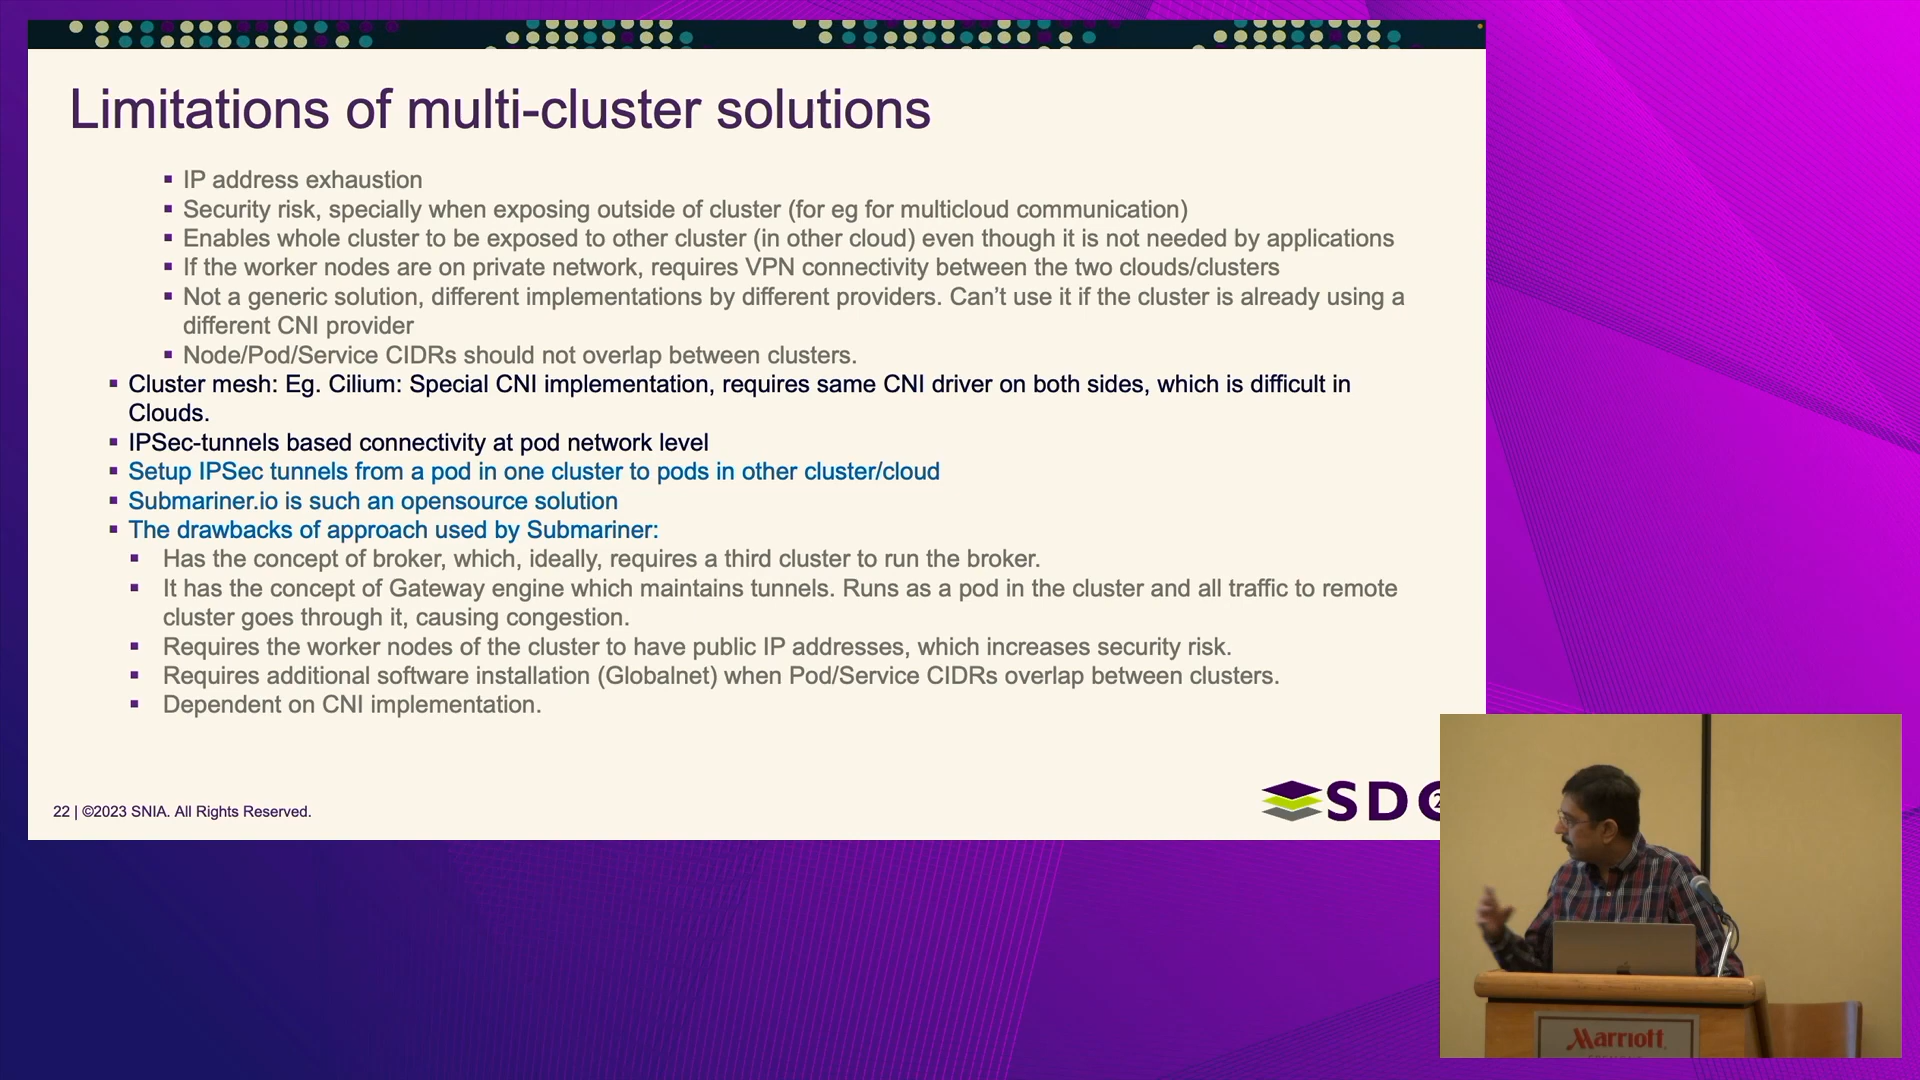 Limitations of multi-cluster solutions
▪ IP address exhaustion
▪ Security risk, specially when exposing outside of cluster (for eg for multicloud communication)
▪ Enables whole cluster to be exposed to other cluster (in other cloud) even though it is not needed by applications
▪ If the worker nodes are on private network, requires VPN connectivity between the two clouds/clusters
▪ Not a generic solution, different implementations by different providers. Can’t use it if the cluster is already using a
different CNI provider
▪ Node/Pod/Service CIDRs should not overlap between clusters.
▪ Cluster mesh: Eg. Cilium: Special CNI implementation, requires same CNI driver on both sides, which is difficult in
Clouds.
▪ IPSec-tunnels based connectivity at pod network level
▪ Setup IPSec tunnels from a pod in one cluster to pods in other cluster/cloud
▪ Submariner.io is such an opensource solution
▪ The drawbacks of approach used by Submariner:
▪ Has the concept of broker, which, ideally, requires a third cluster to run the broker.
▪ It has the concept of Gateway engine which maintains tunnels. Runs as a pod in the cluster and all traffic to remote
cluster goes through it, causing congestion.
▪ Requires the worker nodes of the cluster to have public IP addresses, which increases security risk.
▪ Requires additional software installation (Globalnet) when Pod/Service CIDRs overlap between clusters.
▪ Dependent on CNI implementation.
22 | ©2023 SNIA. All Rights Reserved.
SDC
Marriott